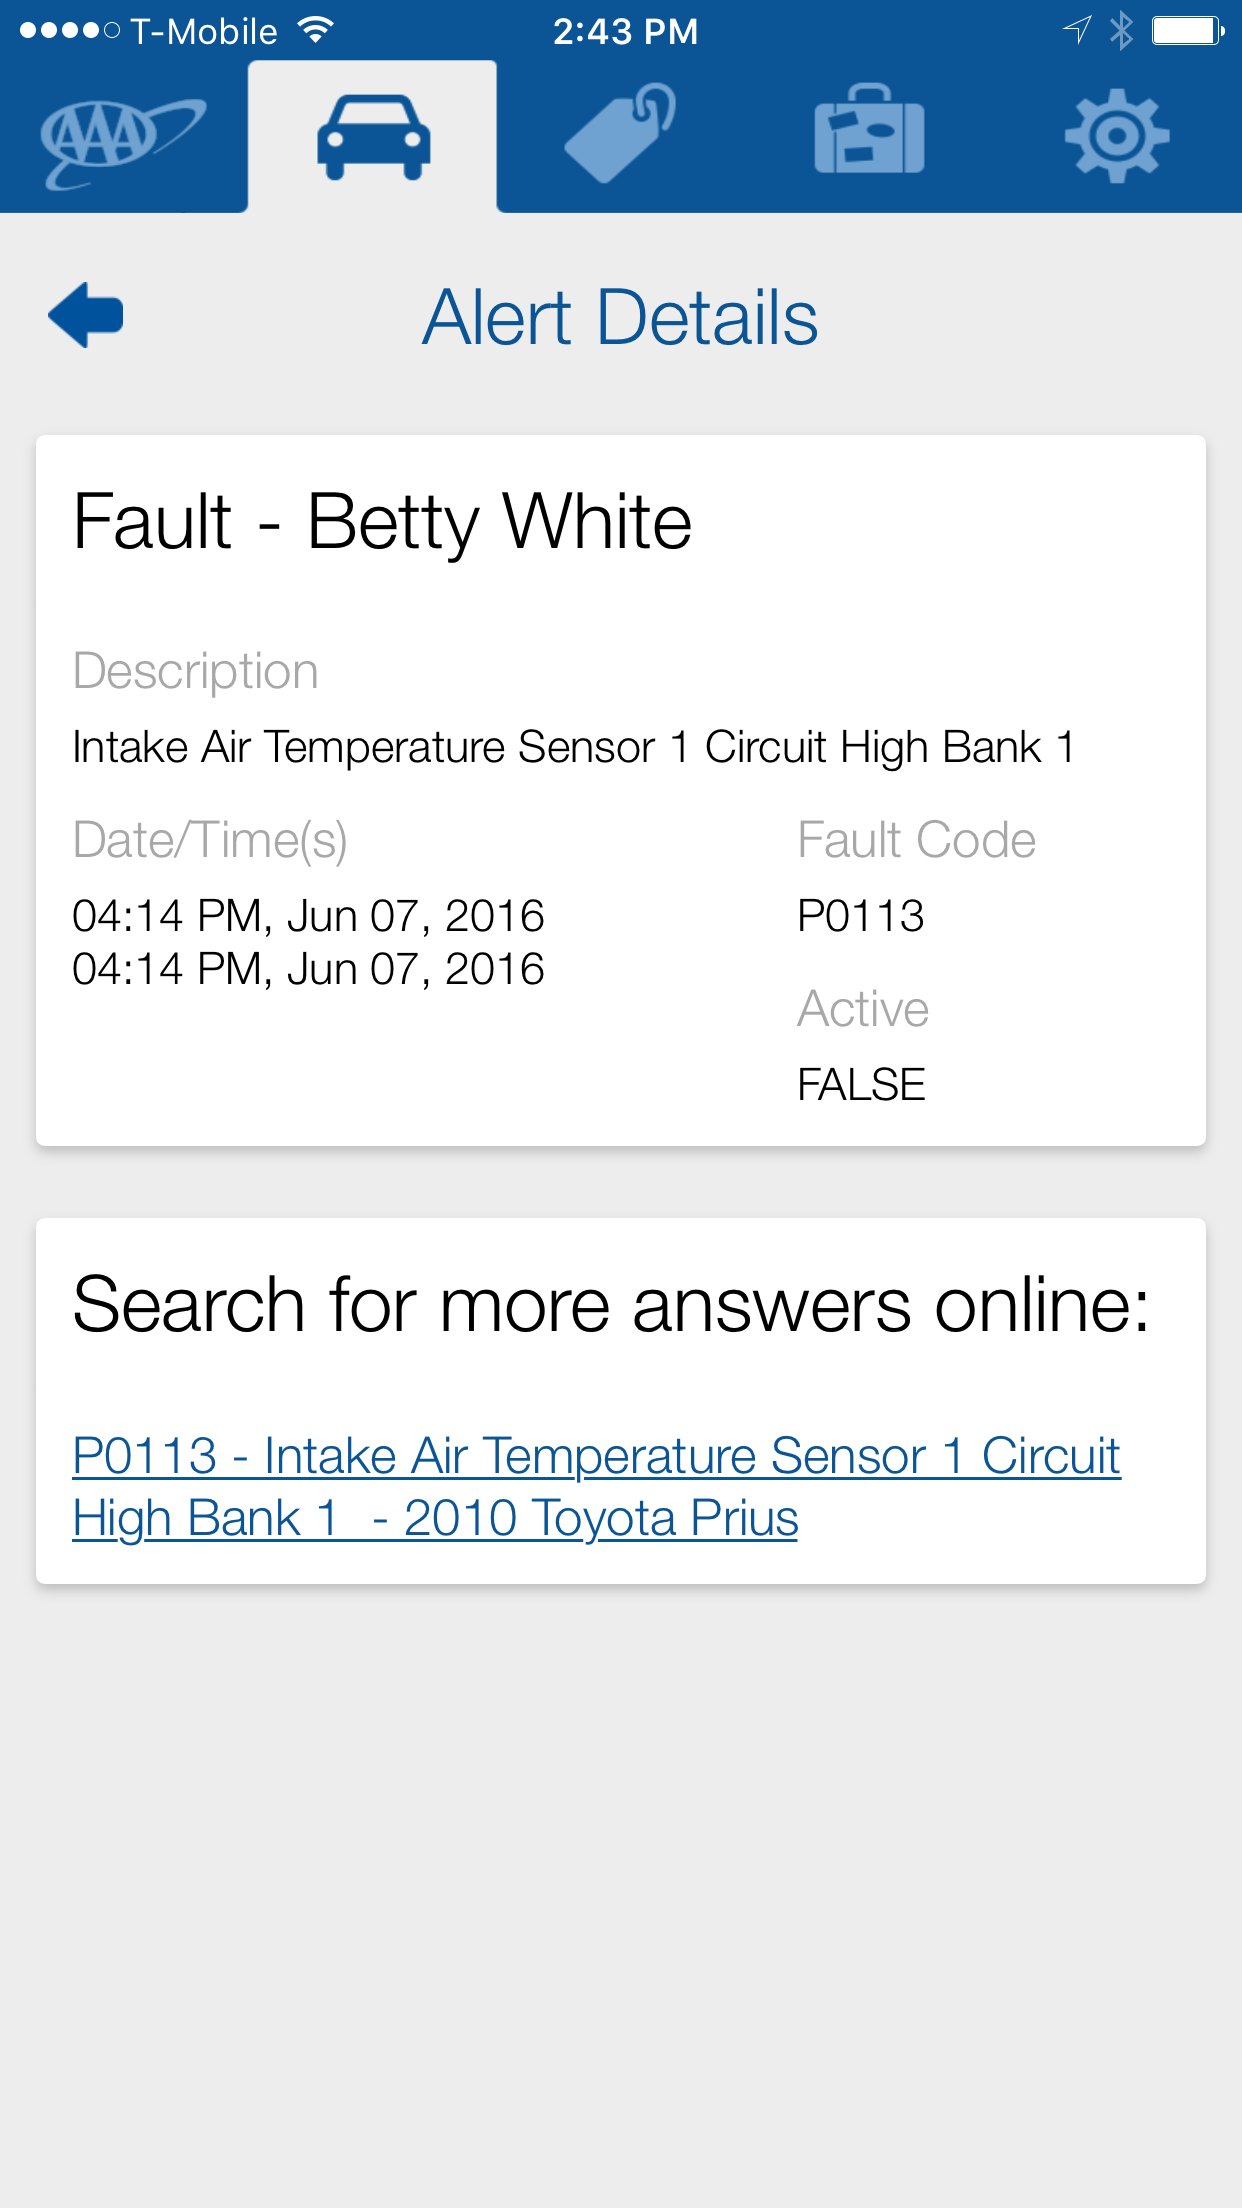 T-Mobile 2:43 PM
AAA
Alert Details
Fault - Betty White
Description
Intake Air Temperature Sensor 1 Circuit High Bank 1
Date/Time(s)
04:14 PM, Jun 07, 2016
04:14 PM, Jun 07, 2016
Fault Code
P0113
Active
FALSE
Search for more answers online:
P0113 - Intake Air Temperature Sensor 1 Circuit
High Bank 1  - 2010 Toyota Prius